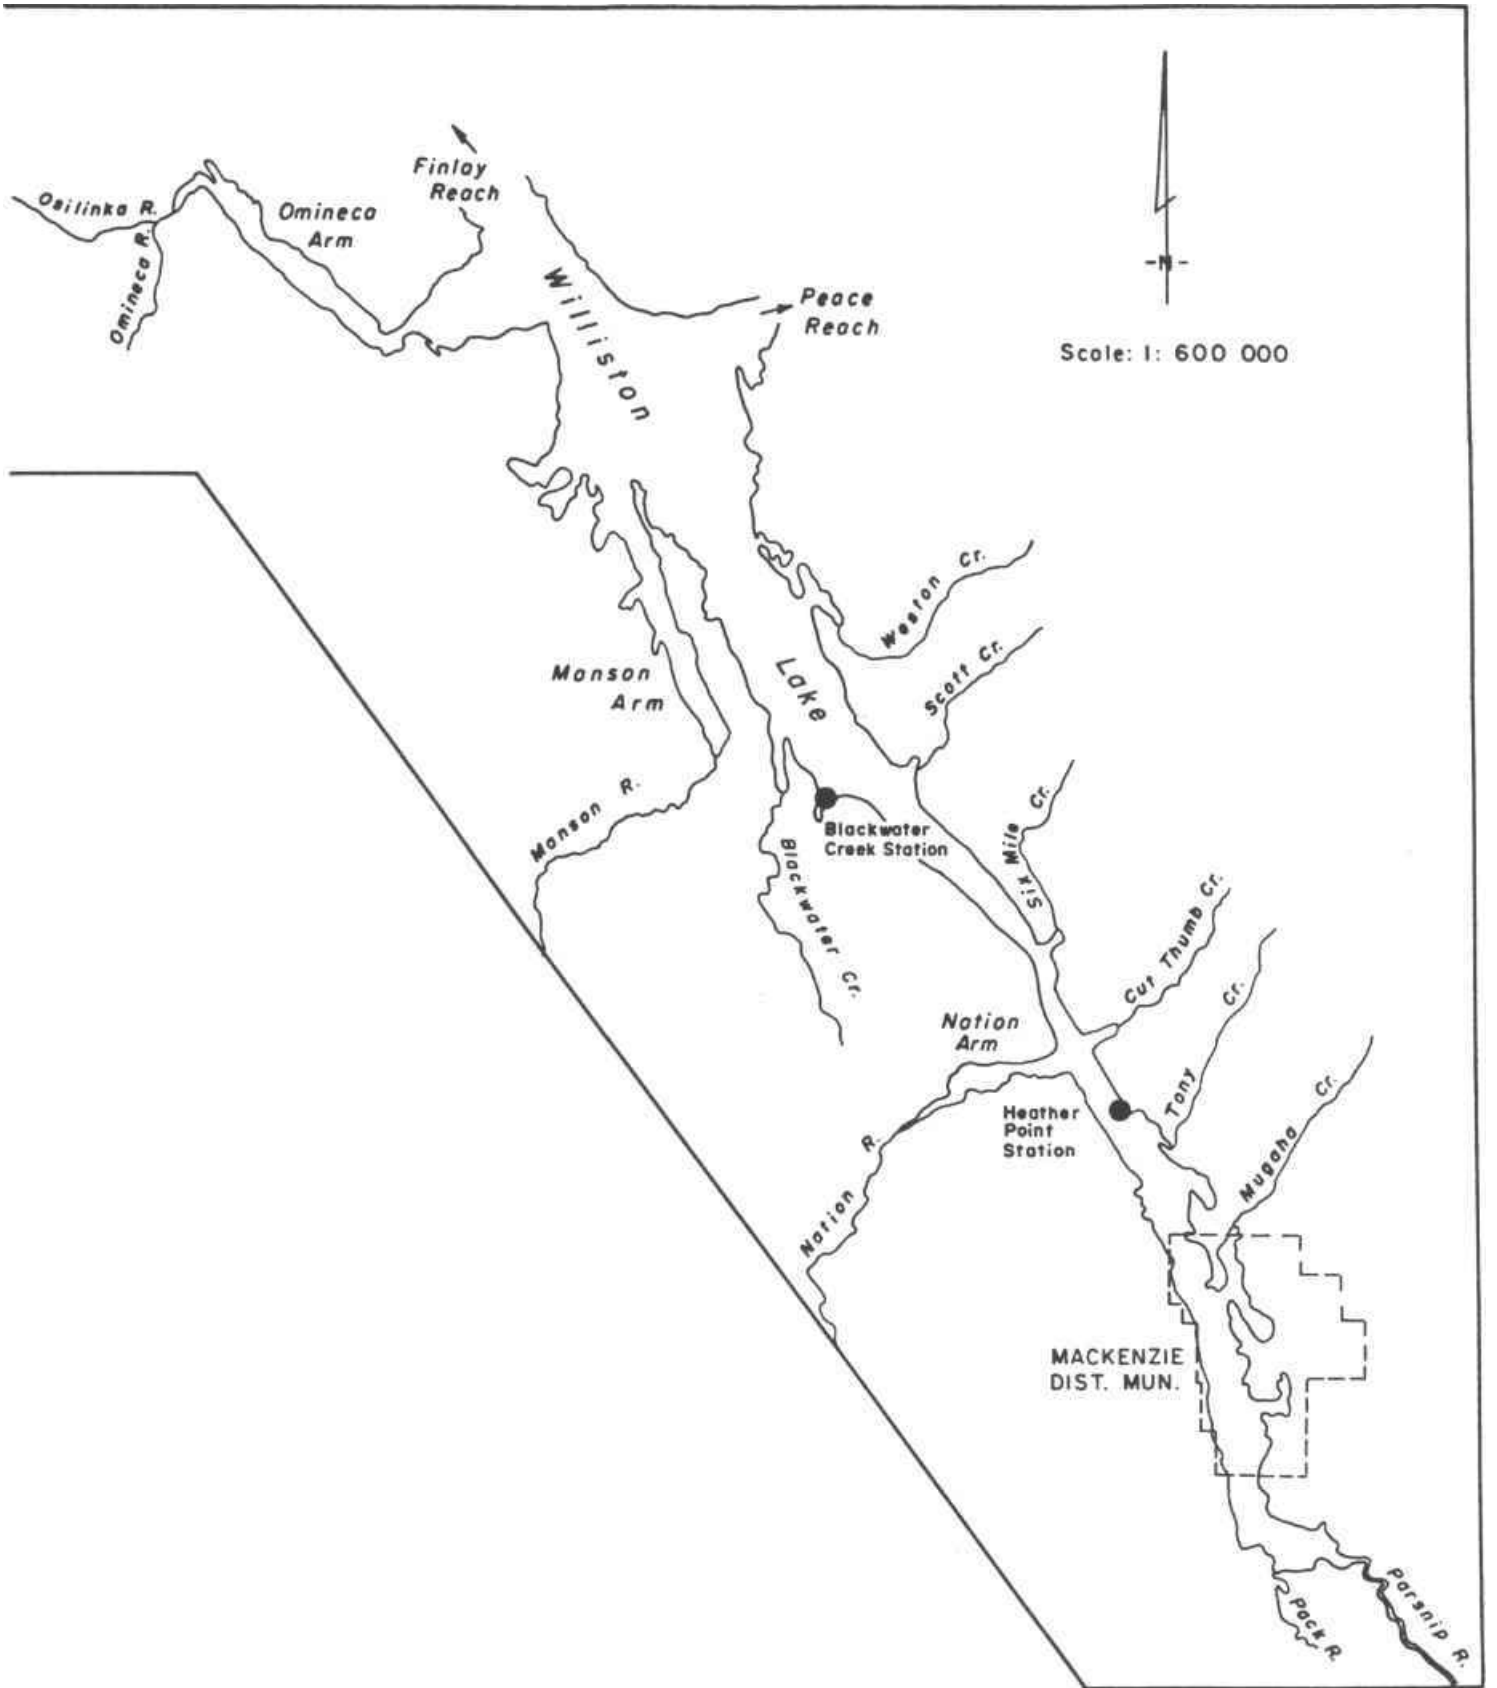 Finlay
Reach
Osilinka R.
Omineca R.
Omineca
Arm
Williston
Peace
Reach
-N-
Scale: 1: 600 000
Weston Cr.
Scott Cr.
Lake
Manson
Arm
Manson R.
Blackwater
Creek Station
Blackwater Cr.
Six Mile Cr.
Cut Thumb Cr.
Nation
Arm
Tony Cr.
Heather
Point
Station
Mugaha Cr.
Nation R.
MACKENZIE
DIST. MUN.
Pack R.
Parsnip R.